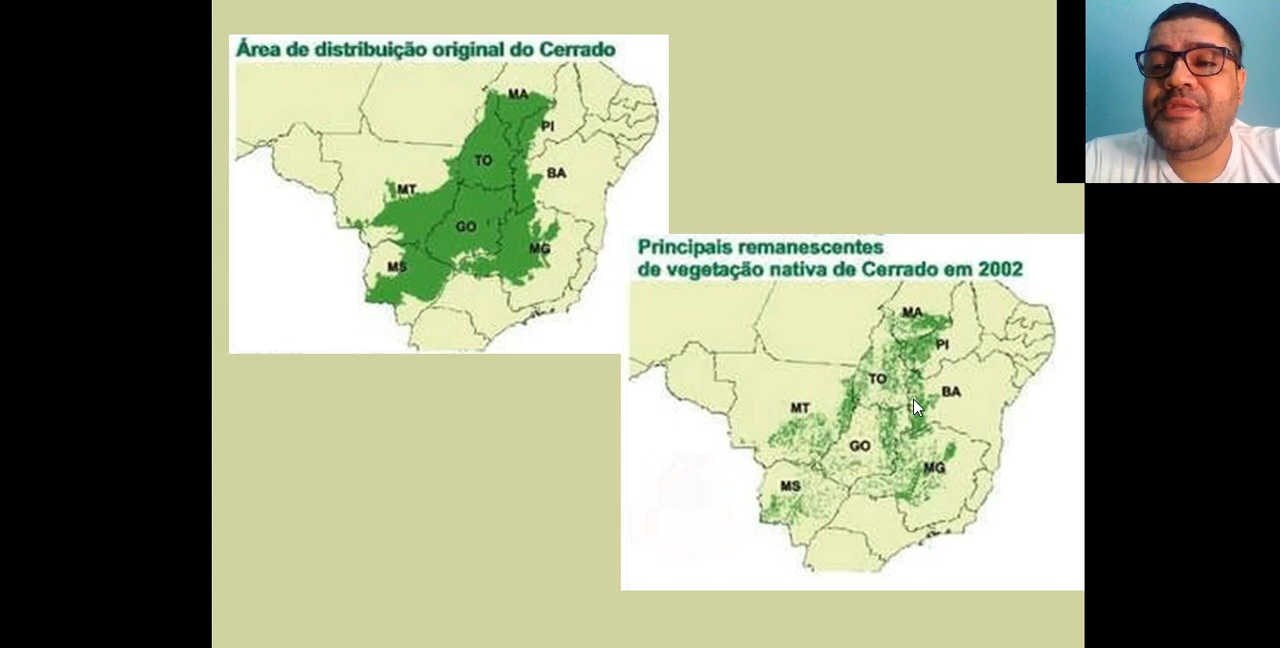 Área de distribuição original do Cerrado
MA
PI
TO
BA
MT
GO
MG
MS
Principais remanescentes
de vegetação nativa de Cerrado em 2002
MA
PI
TO
BA
MT
GO
MG
MS